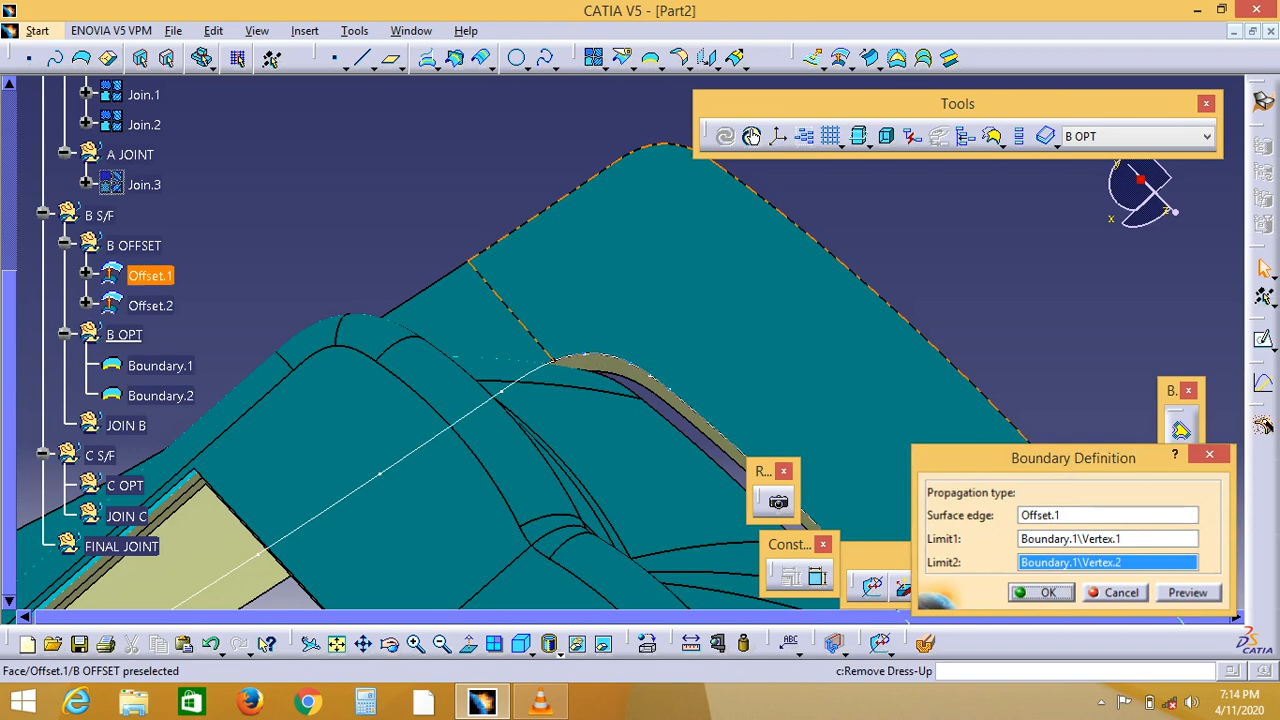 CATIA V5 - [Part2]
Start ENOVIA V5 VPM File Edit View Insert Tools Window Help
Tools
B OPT
Join.1
Join.2
A JOINT
Join.3
B S/F
B OFFSET
Offset.1
Offset.2
B OPT
Boundary.1
Boundary.2
JOIN B
C S/F
C OPT
JOIN C
FINAL JOINT
y
x
z
B.
R...
Const...
Boundary Definition
?
Propagation type:
Surface edge: Offset.1
Limit1: Boundary.1\Vertex.1
Limit2: Boundary.1\Vertex.2
OK Cancel Preview
ABC
DS CATIA
Face/Offset.1/B OFFSET preselected
c:Remove Dress-Up
7:14 PM
4/11/2020